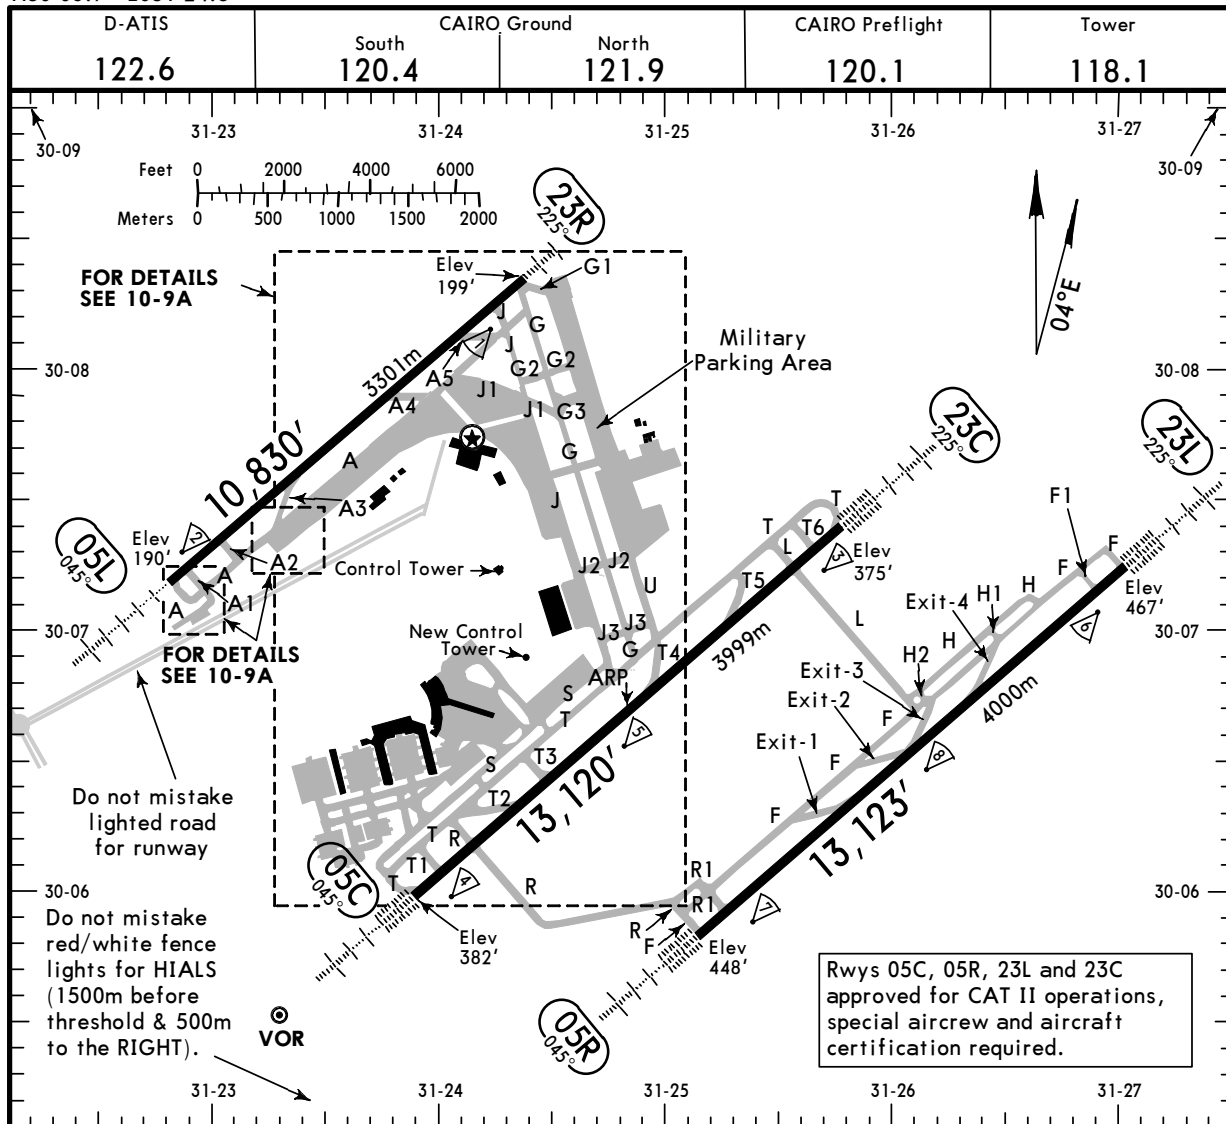 D-ATIS
122.6
CAIRO Ground
South
120.4
North
121.9
CAIRO Preflight
120.1
Tower
118.1
31-23
31-24
31-25
31-26
31-27
30-09
30-09
Feet 0 2000 4000 6000
Meters 0 500 1000 1500 2000
23R
225°
FOR DETAILS
SEE 10-9A
Elev
199'
G1
04°E
J
G
1
J
Military
Parking Area
3301m
G2
G2
30-08
30-08
A5
J1
A4
J1
G3
23C
225°
23L
225°
10,830'
G
A
A3
J
T
F1
T
T6
05L
045°
2
Elev
190'
L
3
Elev
375'
F
A2
Control Tower
J2
J2
T5
F
Elev
467'
A
A1
A
U
H1
H
Exit-4
6
L
30-07
30-07
FOR DETAILS
SEE 10-9A
New Control
Tower
J3
J3
G
T4
3999m
H
H2
Exit-3
ARP
S
Exit-2
4000m
T
F
5
Exit-1
T3
S
F
8
Do not mistake
lighted road
for runway
T2
13,120'
F
13,123'
T
R
05C
045°
T1
T
4
R
R1
R1
7
30-06
30-06
R
F
Elev
382'
Elev
448'
Do not mistake
red/white fence
lights for HIALS
(1500m before
threshold & 500m
to the RIGHT).
VOR
05R
045°
Rwys 05C, 05R, 23L and 23C
approved for CAT II operations,
special aircrew and aircraft
certification required.
31-23
31-24
31-25
31-26
31-27